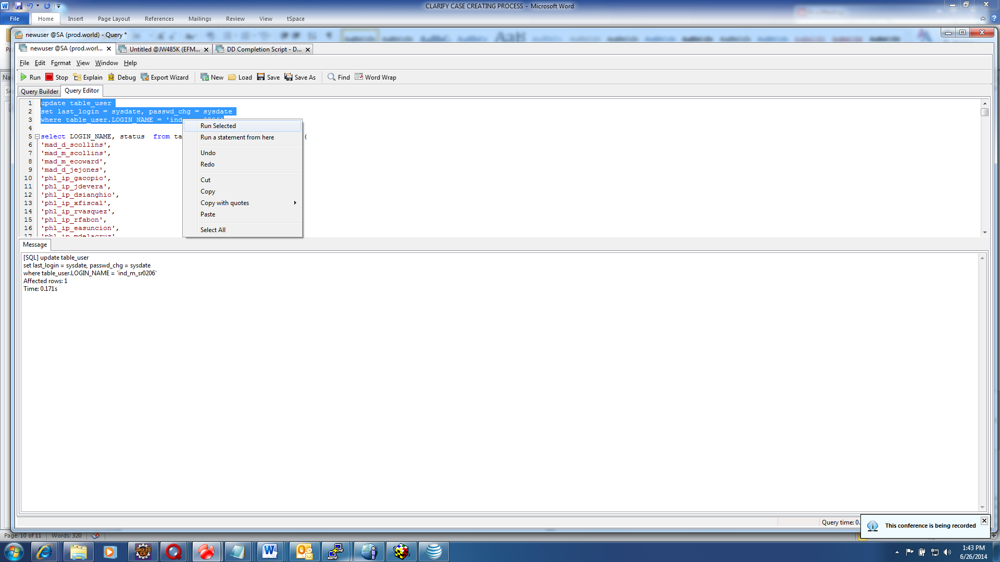 CLARIFY CASE CREATING PROCESS - Microsoft Word
File Home Insert Page Layout References Mailings Review View tSpace
newuser @SA (prod.world) - Query *
newuser @SA (prod.worl... Untitled @JW485K (EFM... DD Completion Script - D...
File Edit Format View Window Help
Run Stop Explain Debug Export Wizard New Load Save Save As Find Word Wrap
Query Builder Query Editor
1 update table_user
2 set last_login = sysdate, passwd_chg = sysdate
3 where table_user.LOGIN_NAME = 'ind
4
5 select LOGIN_NAME, status from ta (
6 'mad_d_scollins',
7 'mad_m_scollins',
8 'mad_m_ecoward',
9 'mad_d_jejones',
10 'phl_ip_gacopio',
11 'phl_ip_jdevera',
12 'phl_ip_dsianghio',
13 'phl_ip_xfiscal',
14 'phl_ip_rvasquez',
15 'phl_ip_rfabon',
16 'phl_ip_easuncion',
17 'phl_ip_mdelacruz'
Run Selected
Run a statement from here
Undo
Redo
Cut
Copy
Copy with quotes
Paste
Select All
Message
[SQL] update table_user
set last_login = sysdate, passwd_chg = sysdate
where table_user.LOGIN_NAME = 'ind_m_sr0206'
Affected rows: 1
Time: 0.171s
Query time: 0.
This conference is being recorded
Page: 10 of 11 Words: 320
1:43 PM
6/26/2014